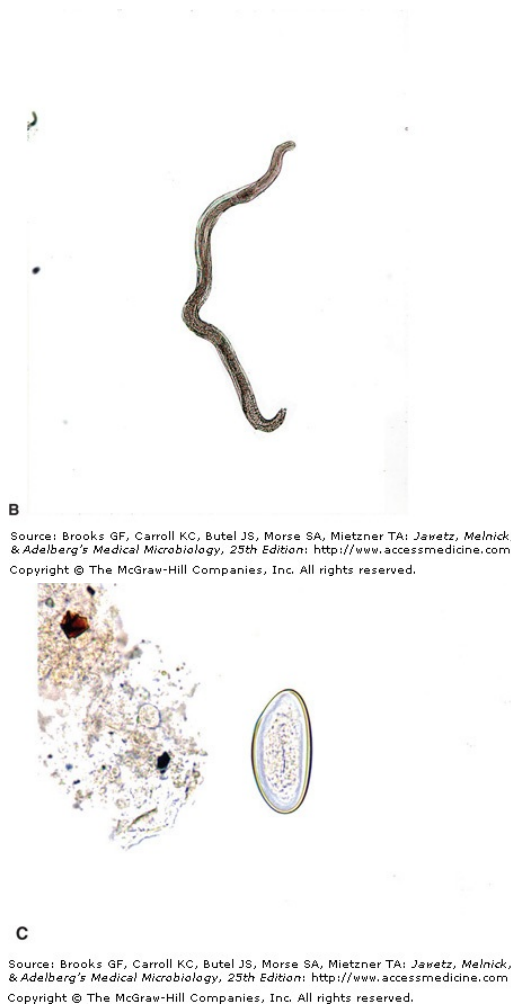 B
Source: Brooks GF, Carroll KC, Butel JS, Morse SA, Mietzner TA: Jawetz, Melnick,
& Adelberg's Medical Microbiology, 25th Edition: http://www.accessmedicine.com
Copyright © The McGraw-Hill Companies, Inc. All rights reserved.
C
Source: Brooks GF, Carroll KC, Butel JS, Morse SA, Mietzner TA: Jawetz, Melnick,
& Adelberg's Medical Microbiology, 25th Edition: http://www.accessmedicine.com
Copyright © The McGraw-Hill Companies, Inc. All rights reserved.